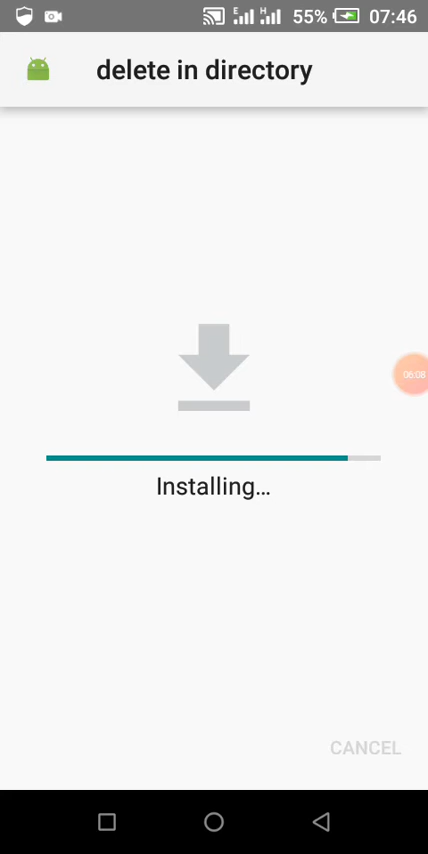 E H 55% 07:46
delete in directory
06:08
Installing...
CANCEL